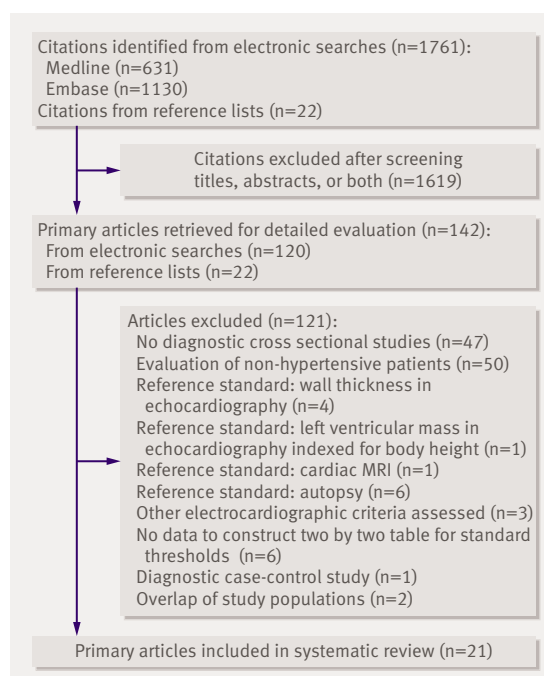 Citations identified from electronic searches (n=1761):
Medline (n=631)
Embase (n=1130)
Citations from reference lists (n=22)
Citations excluded after screening
titles, abstracts, or both (n=1619)
Primary articles retrieved for detailed evaluation (n=142):
From electronic searches (n=120)
From reference lists (n=22)
Articles excluded (n=121):
No diagnostic cross sectional studies (n=47)
Evaluation of non-hypertensive patients (n=50)
Reference standard: wall thickness in
echocardiography (n=4)
Reference standard: left ventricular mass in
echocardiography indexed for body height (n=1)
Reference standard: cardiac MRI (n=1)
Reference standard: autopsy (n=6)
Other electrocardiographic criteria assessed (n=3)
No data to construct two by two table for standard
thresholds (n=6)
Diagnostic case-control study (n=1)
Overlap of study populations (n=2)
Primary articles included in systematic review (n=21)